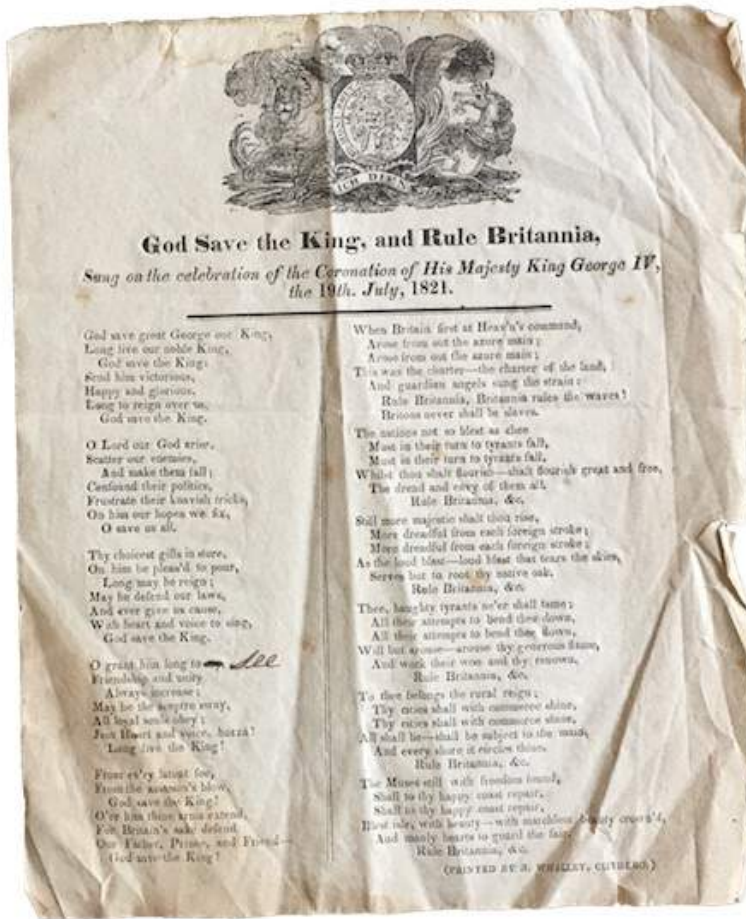 ICH DIEN
God Save the King, and Rule Britannia,
Sung on the celebration of the Coronation of His Majesty King George IV,
the 19th. July, 1821.
God save great George our King,
Long live our noble King,
God save the King:
Send him victorious,
Happy and glorious,
Long to reign over us,
God save the King.
O Lord our God arise,
Scatter our enemies,
And make them fall;
Confound their politics,
Frustrate their knavish tricks,
On him our hopes we fix,
O save us all.
Thy choicest gifts in store,
On him be pleas'd to pour,
Long may he reign;
May he defend our laws,
And ever give us cause,
With heart and voice to sing,
God save the King.
O grant him long to see
Friendship and unity
Always increase;
May he the sceptre sway,
All loyal souls obey;
Join Heart and voice, huzza!
Long live the King!
From ev'ry latent foe,
From the assassin's blow,
God save the King!
O'er him thine arms extend,
For Britain's sake defend,
Our Father, Prince, and Friend—
God save the King!
When Britain first at Heav'n's command,
Arose from out the azure main;
Arose from out the azure main;
This was the charter—the charter of the land,
And guardian angels sung the strain:
Rule Britannia, Britannia rules the waves!
Britons never shall be slaves.
The nations not so blest as thee
Must in their turn to tyrants fall,
Must in their turn to tyrants fall,
Whilst thou shalt flourish—shalt flourish great and free,
The dread and envy of them all.
Rule Britannia, &c.
Still more majestic shalt thou rise,
More dreadful from each foreign stroke;
More dreadful from each foreign stroke;
As the loud blast—loud blast that tears the skies,
Serves but to root thy native oak.
Rule Britannia, &c.
Thee, haughty tyrants ne'er shall tame;
All their attempts to bend thee down,
All their attempts to bend thee down,
Will but arouse—arouse thy generous flame,
And work their woe and thy renown,
Rule Britannia, &c.
To thee belongs the rural reign;
Thy cities shall with commerce shine,
Thy cities shall with commerce shine,
All shall be—shall be subject to the main,
And every shore it circles thine.
Rule Britannia, &c.
The Muses still with freedom found,
Shall to thy happy coast repair,
Shall to thy happy coast repair,
Blest isle, with beauty—with matchless beauty crown'd,
And manly hearts to guard the fair,
Rule Britannia, &c.
(PRINTED BY WHALLEY, CLITHERO.)